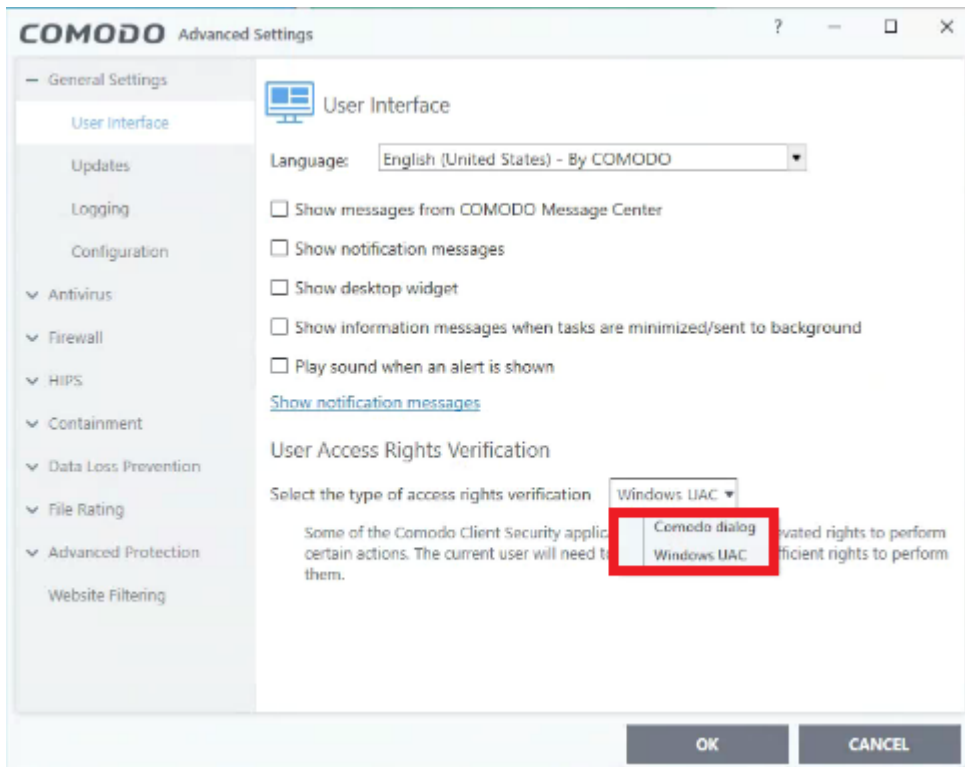 COMODO Advanced Settings ?
General Settings
User Interface
Updates
Logging
Configuration
Antivirus
Firewall
HIPS
Containment
Data Loss Prevention
File Rating
Advanced Protection
Website Filtering
User Interface
Language: English (United States) - By COMODO
Show messages from COMODO Message Center
Show notification messages
Show desktop widget
Show information messages when tasks are minimized/sent to background
Play sound when an alert is shown
Show notification messages
User Access Rights Verification
Select the type of access rights verification Windows UAC
Comodo dialog
Windows UAC
Some of the Comodo Client Security applic vated rights to perform
certain actions. The current user will need to fficient rights to perform
them.
OK CANCEL